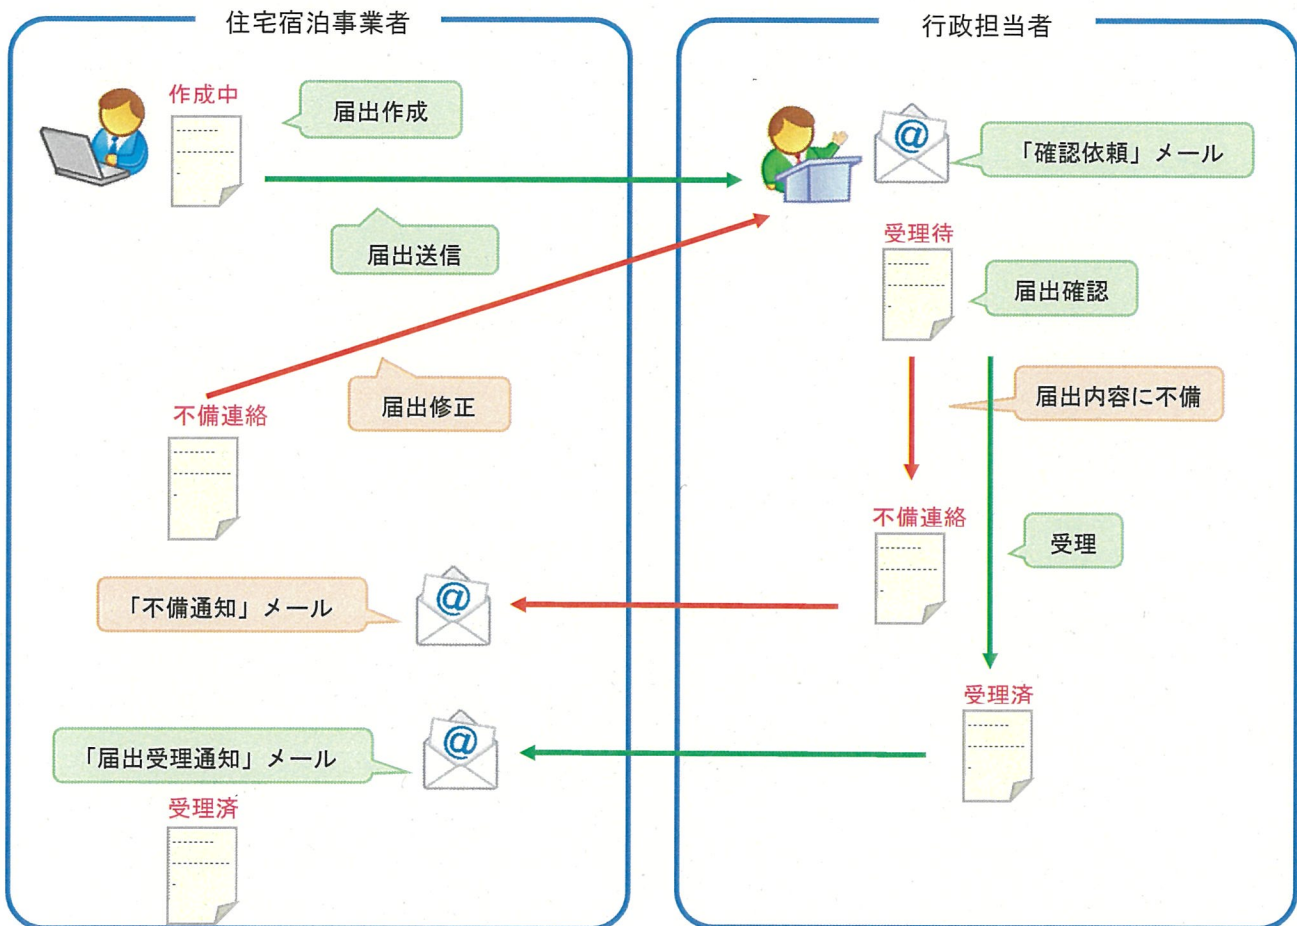 住宅宿泊事業者
行政担当者
作成中
届出作成
「確認依頼」メール
届出送信
受理待
届出確認
届出修正
届出内容に不備
不備連絡
不備連絡
受理
「不備通知」メール
受理済
「届出受理通知」メール
受理済